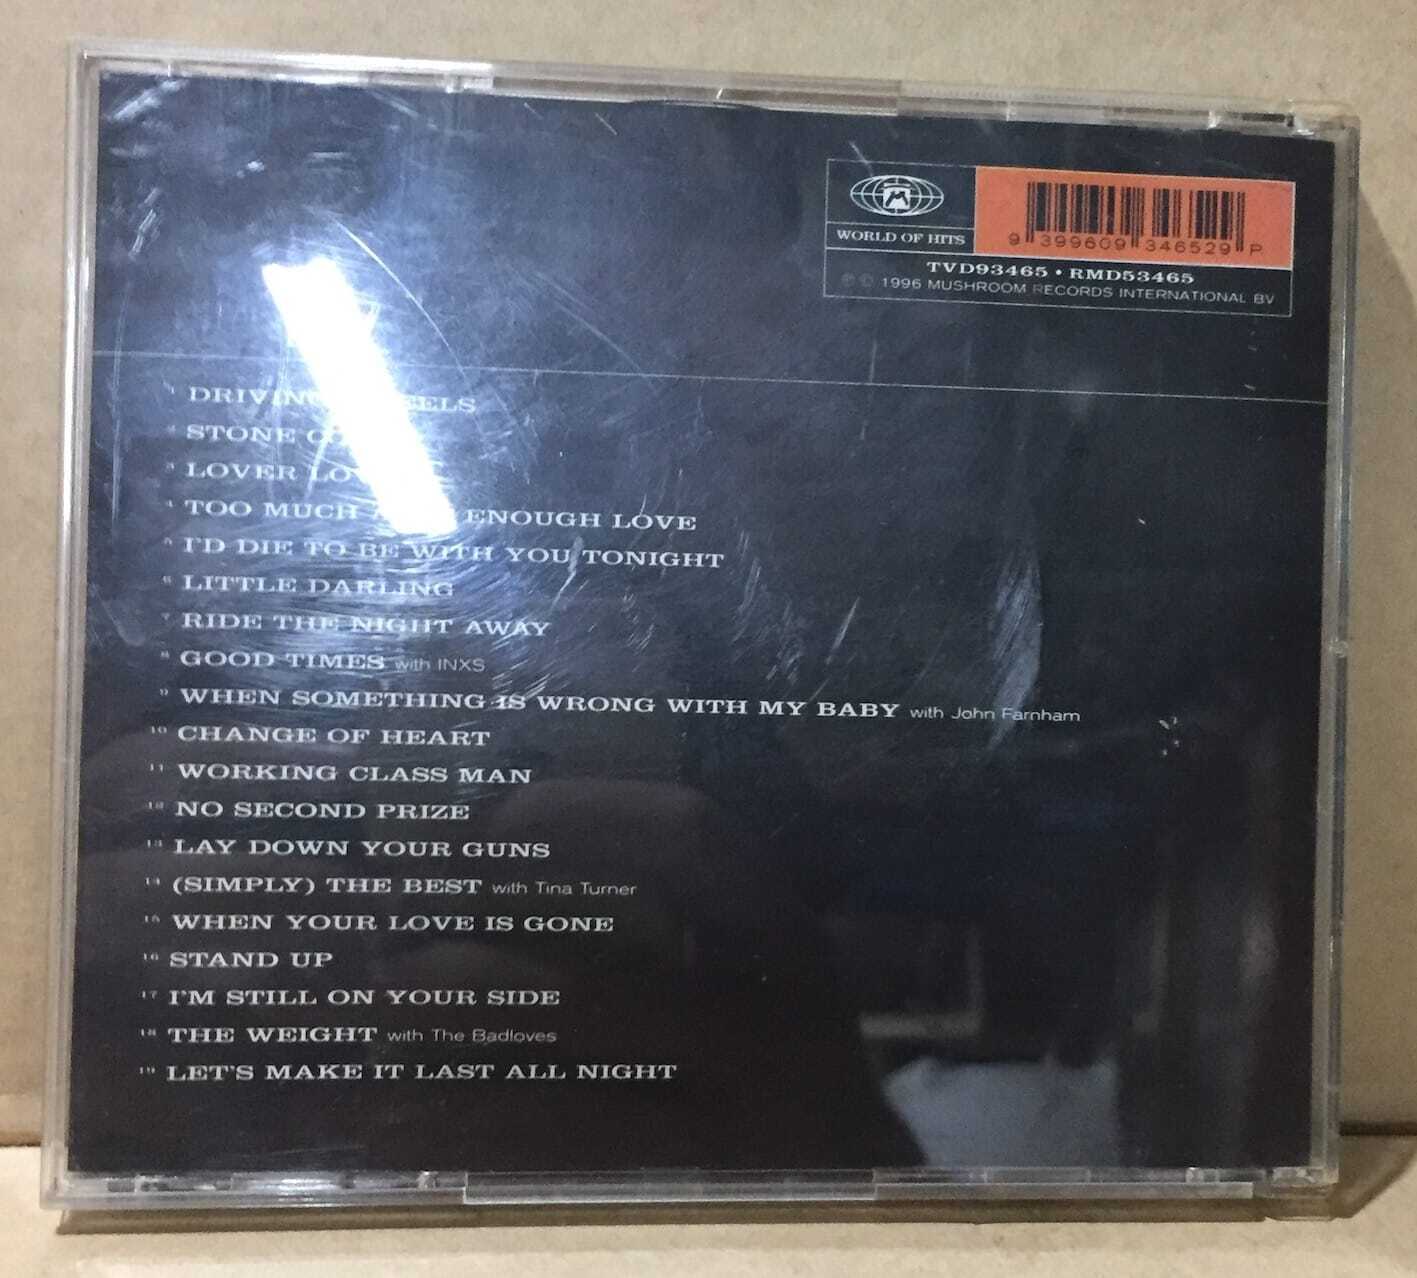 WORLD OF HITS
9 399609 346529 P
TVD93465 • RMD53465
℗ © 1996 MUSHROOM RECORDS INTERNATIONAL BV
1 DRIVING
2 STONE
3 LOVER
4 TOO MUCH ENOUGH LOVE
5 I'D DIE TO BE WITH YOU TONIGHT
6 LITTLE DARLING
7 RIDE THE NIGHT AWAY
8 GOOD TIMES with INXS
9 WHEN SOMETHING IS WRONG WITH MY BABY with John Farnham
10 CHANGE OF HEART
11 WORKING CLASS MAN
12 NO SECOND PRIZE
13 LAY DOWN YOUR GUNS
14 (SIMPLY) THE BEST with Tina Turner
15 WHEN YOUR LOVE IS GONE
16 STAND UP
17 I'M STILL ON YOUR SIDE
18 THE WEIGHT with The Badloves
19 LET'S MAKE IT LAST ALL NIGHT